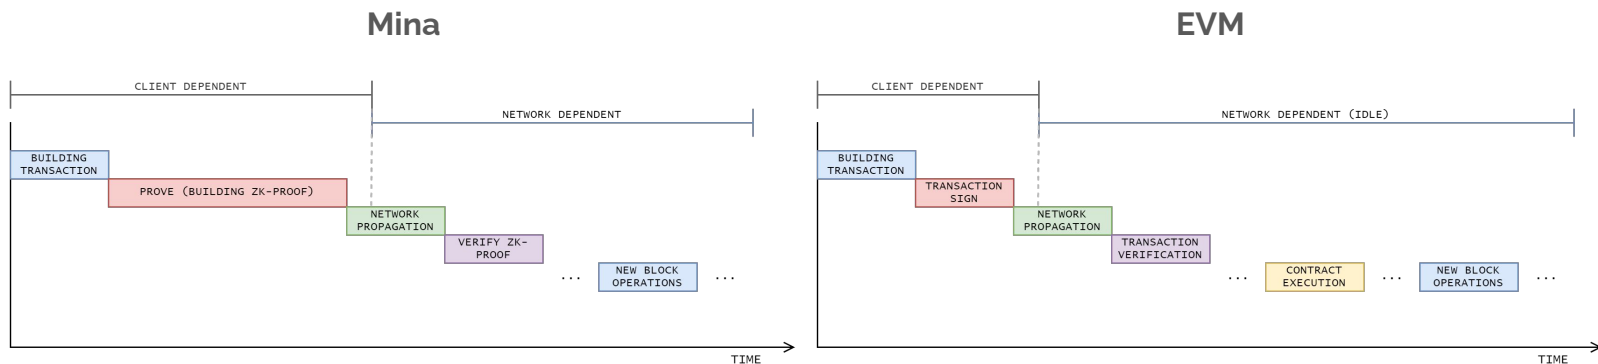 Mina
CLIENT DEPENDENT
NETWORK DEPENDENT
BUILDING
TRANSACTION
PROVE (BUILDING ZK-PROOF)
NETWORK
PROPAGATION
VERIFY ZK-
PROOF
...
NEW BLOCK
OPERATIONS
...
TIME
EVM
CLIENT DEPENDENT
NETWORK DEPENDENT (IDLE)
BUILDING
TRANSACTION
TRANSACTION
SIGN
NETWORK
PROPAGATION
TRANSACTION
VERIFICATION
...
CONTRACT
EXECUTION
...
NEW BLOCK
OPERATIONS
...
TIME